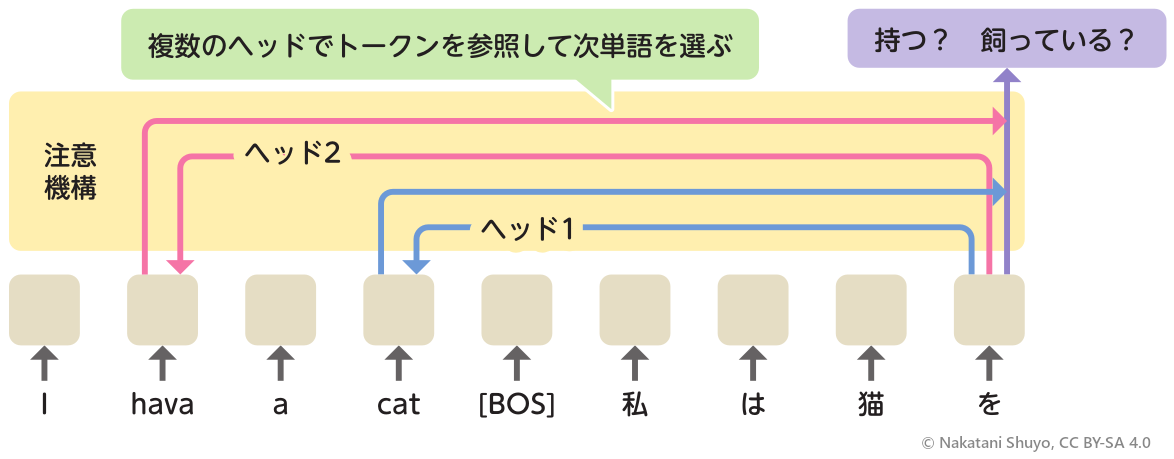 複数のヘッドでトークンを参照して次単語を選ぶ
持つ？　飼っている？
注意
機構
ヘッド2
ヘッド1
I hava a cat [BOS] 私 は 猫 を
© Nakatani Shuyo, CC BY-SA 4.0